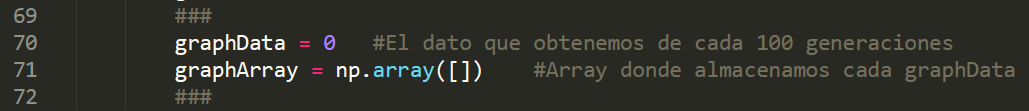 69 ###
70 graphData = 0 #El dato que obtenemos de cada 100 generaciones
71 graphArray = np.array([]) #Array donde almacenamos cada graphData
72 ###